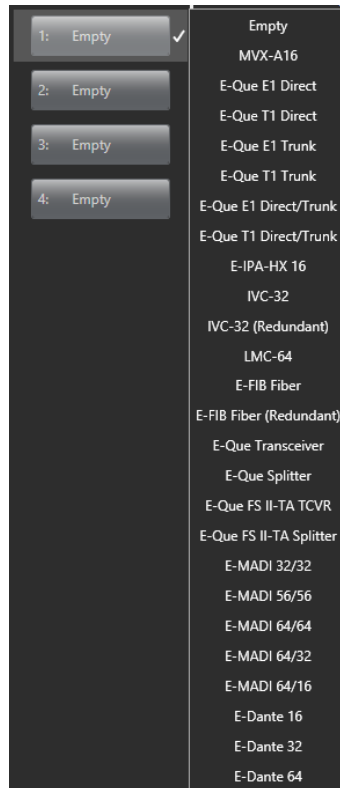 1: Empty
2: Empty
3: Empty
4: Empty
Empty
MVX-A16
E-Que E1 Direct
E-Que T1 Direct
E-Que E1 Trunk
E-Que T1 Trunk
E-Que E1 Direct/Trunk
E-Que T1 Direct/Trunk
E-IPA-HX 16
IVC-32
IVC-32 (Redundant)
LMC-64
E-FIB Fiber
E-FIB Fiber (Redundant)
E-Que Transceiver
E-Que Splitter
E-Que FS II-TA TCVR
E-Que FS II-TA Splitter
E-MADI 32/32
E-MADI 56/56
E-MADI 64/64
E-MADI 64/32
E-MADI 64/16
E-Dante 16
E-Dante 32
E-Dante 64